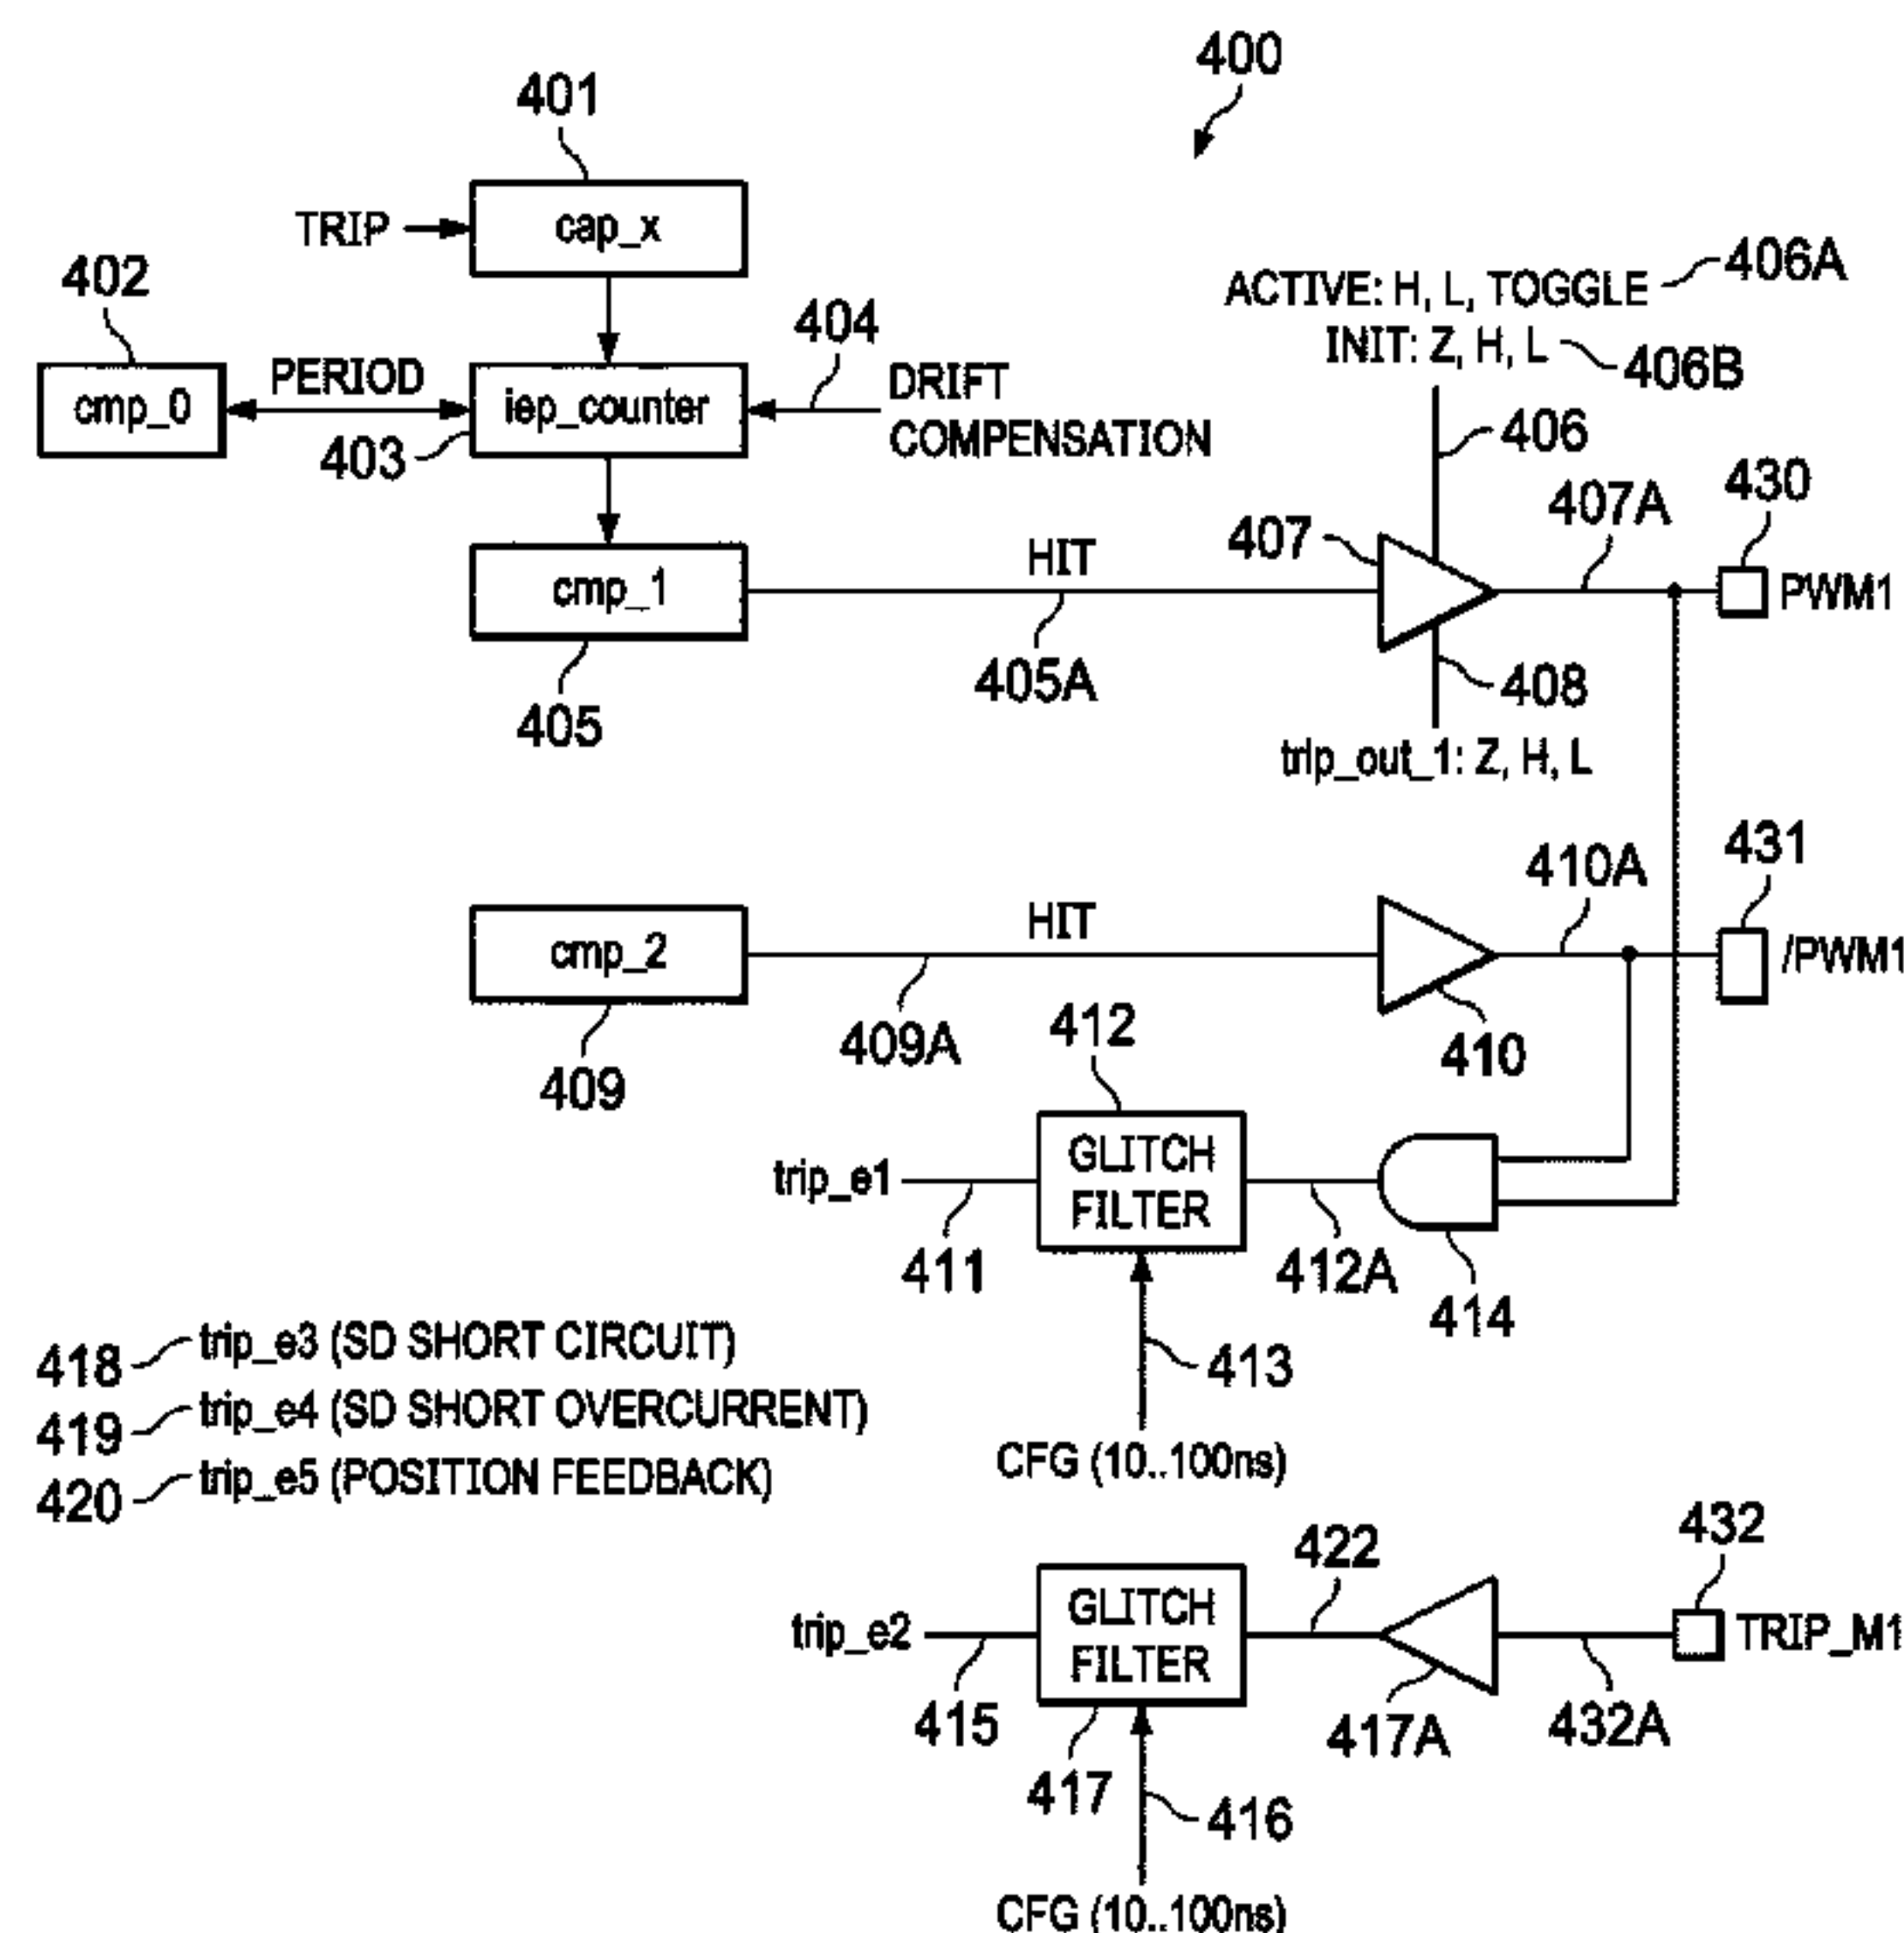 400
401
TRIP
cap_x
402
404
ACTIVE: H, L, TOGGLE
406A
INIT: Z, H, L
406B
cmp_0
PERIOD
iep_counter
403
DRIFT
COMPENSATION
406
430
407
407A
cmp_1
HIT
PWM1
405
405A
408
trip_out_1: Z, H, L
410A
431
cmp_2
HIT
/PWM1
409
409A
412
410
trip_e1
GLITCH
FILTER
411
412A
414
413
CFG (10..100ns)
418
trip_e3 (SD SHORT CIRCUIT)
419
trip_e4 (SD SHORT OVERCURRENT)
420
trip_e5 (POSITION FEEDBACK)
422
432
trip_e2
GLITCH
FILTER
TRIP_M1
415
417
417A
432A
416
CFG (10..100ns)